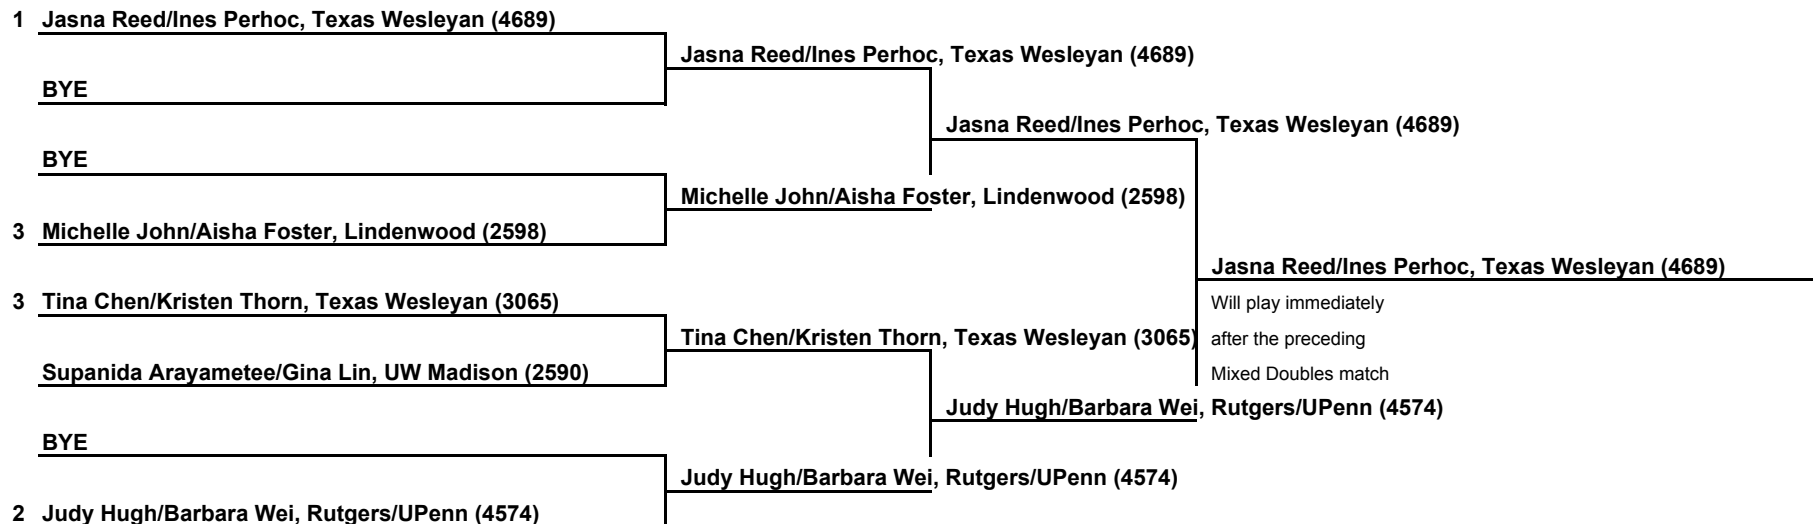 1 Jasna Reed/Ines Perhoc, Texas Wesleyan (4689)
Jasna Reed/Ines Perhoc, Texas Wesleyan (4689)
BYE
Jasna Reed/Ines Perhoc, Texas Wesleyan (4689)
BYE
Michelle John/Aisha Foster, Lindenwood (2598)
3 Michelle John/Aisha Foster, Lindenwood (2598)
Jasna Reed/Ines Perhoc, Texas Wesleyan (4689)
3 Tina Chen/Kristen Thorn, Texas Wesleyan (3065)
Will play immediately
Tina Chen/Kristen Thorn, Texas Wesleyan (3065)
after the preceding
Supanida Arayametee/Gina Lin, UW Madison (2590)
Mixed Doubles match
Judy Hugh/Barbara Wei, Rutgers/UPenn (4574)
BYE
Judy Hugh/Barbara Wei, Rutgers/UPenn (4574)
2 Judy Hugh/Barbara Wei, Rutgers/UPenn (4574)